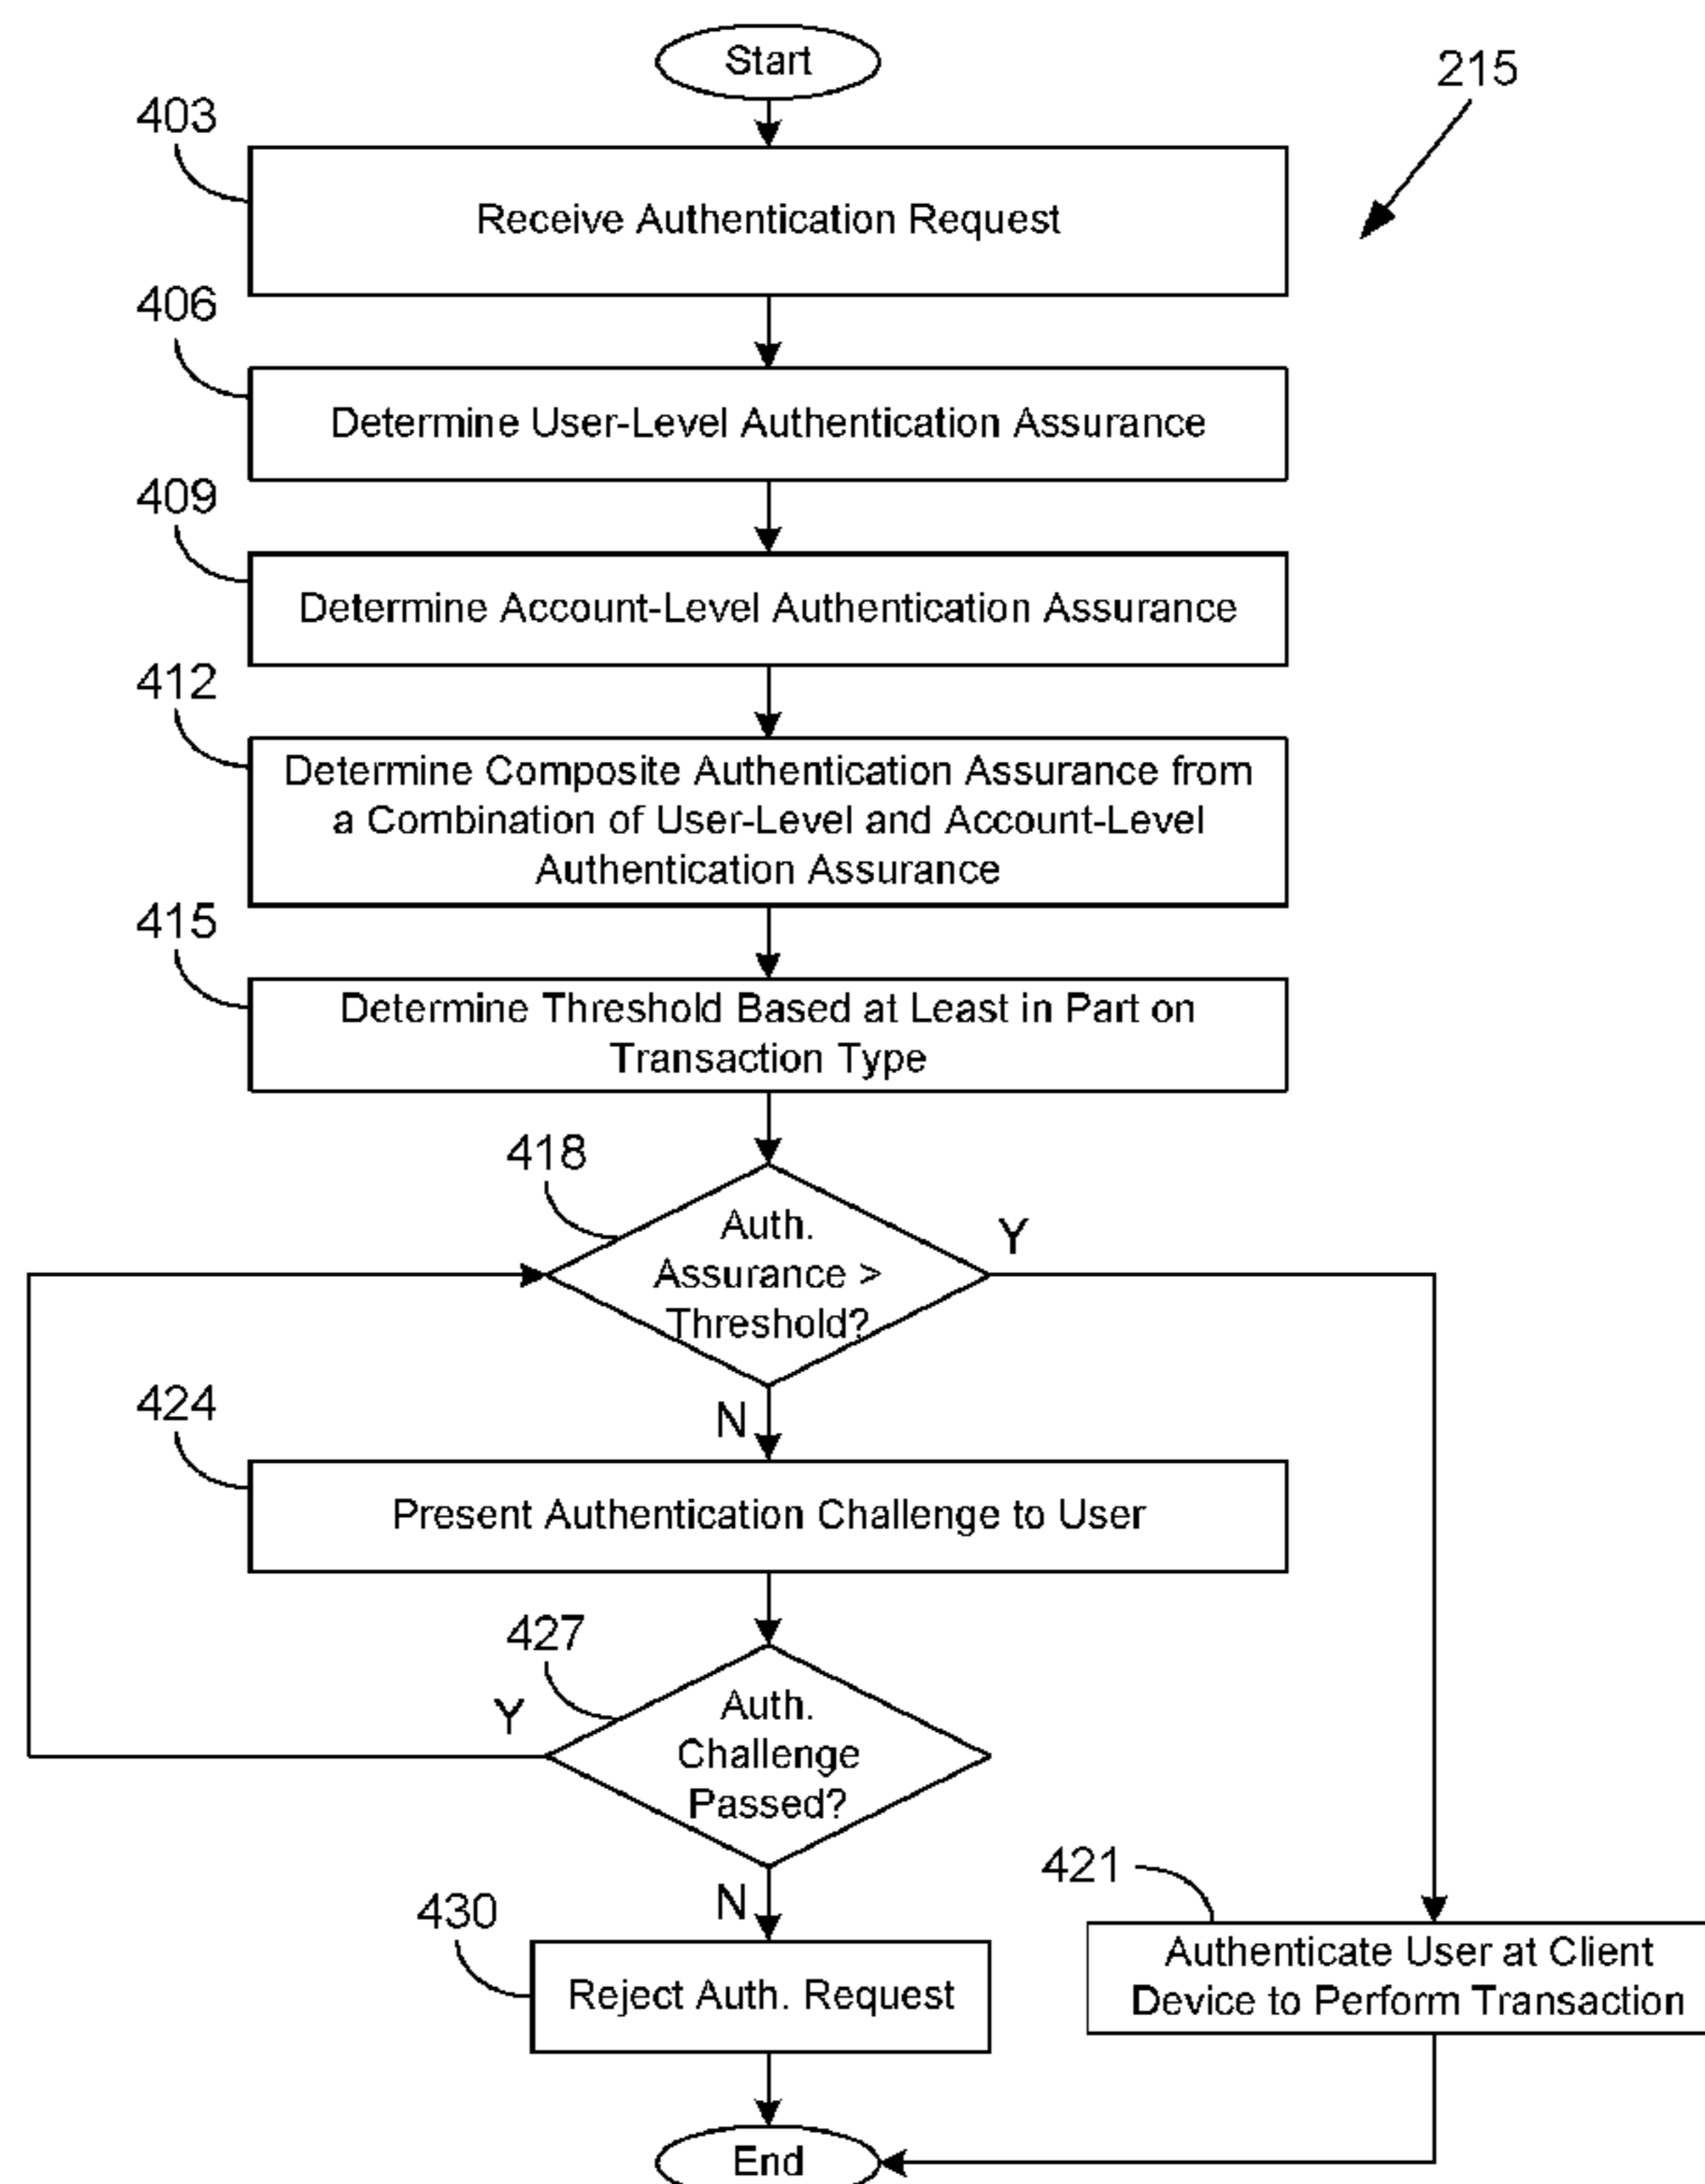 Start
215
403
Receive Authentication Request
406
Determine User-Level Authentication Assurance
409
Determine Account-Level Authentication Assurance
412
Determine Composite Authentication Assurance from
a Combination of User-Level and Account-Level
Authentication Assurance
415
Determine Threshold Based at Least in Part on
Transaction Type
418
Auth.
Assurance >
Threshold?
Y
N
424
Present Authentication Challenge to User
427
Auth.
Challenge
Passed?
Y
N
430
Reject Auth. Request
421
Authenticate User at Client
Device to Perform Transaction
End